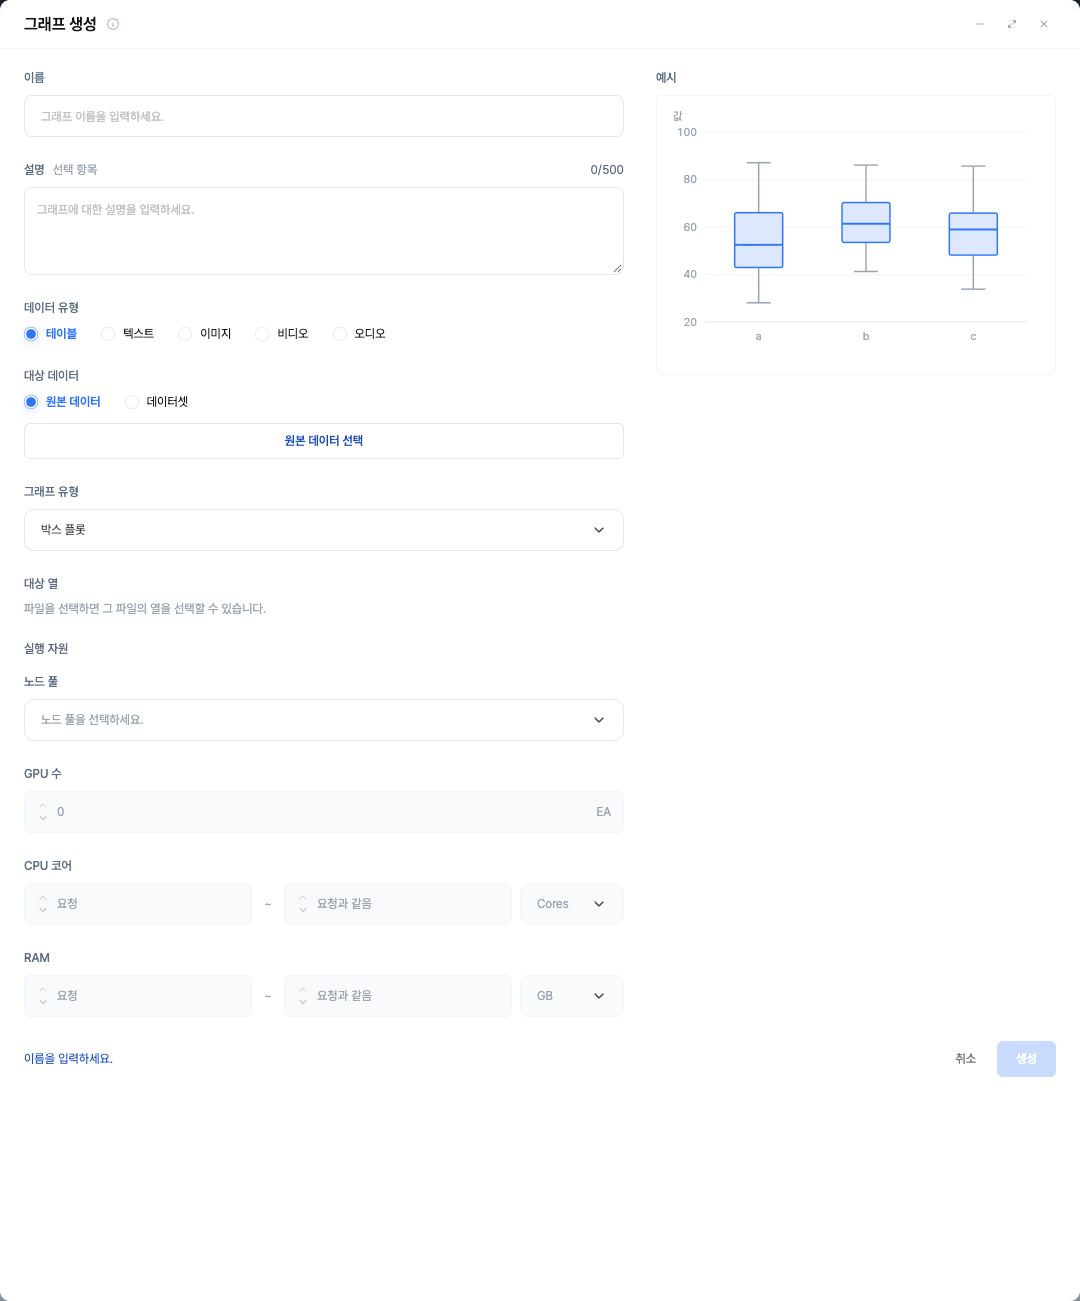 그래프 생성
이름
그래프 이름을 입력하세요.
설명 선택 항목 0/500
그래프에 대한 설명을 입력하세요.
데이터 유형
테이블 텍스트 이미지 비디오 오디오
대상 데이터
원본 데이터 데이터셋
원본 데이터 선택
그래프 유형
박스 플롯
대상 열
파일을 선택하면 그 파일의 열을 선택할 수 있습니다.
실행 자원
노드 풀
노드 풀을 선택하세요.
GPU 수
0 EA
CPU 코어
요청 ~ 요청과 같음 Cores
RAM
요청 ~ 요청과 같음 GB
이름을 입력하세요.
예시
값
100
80
60
40
20
a b c
취소 생성